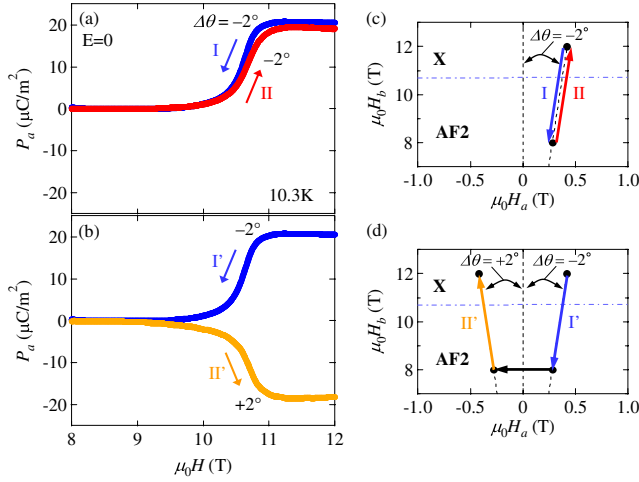 (a)
E=0
Δθ=−2°
I
−2°
II
10.3K
P_a (μC/m²)
20
10
0
-10
-20
(b)
−2°
I'
II'
+2°
P_a (μC/m²)
20
10
0
-10
-20
8
9
10
11
12
μ₀H (T)
(c)
Δθ=−2°
X
I
II
AF2
μ₀H_b (T)
12
10
8
-1.0
-0.5
0.0
0.5
1.0
μ₀H_a (T)
(d)
Δθ=+2°
Δθ=−2°
X
II'
I'
AF2
μ₀H_b (T)
12
10
8
-1.0
-0.5
0.0
0.5
1.0
μ₀H_a (T)